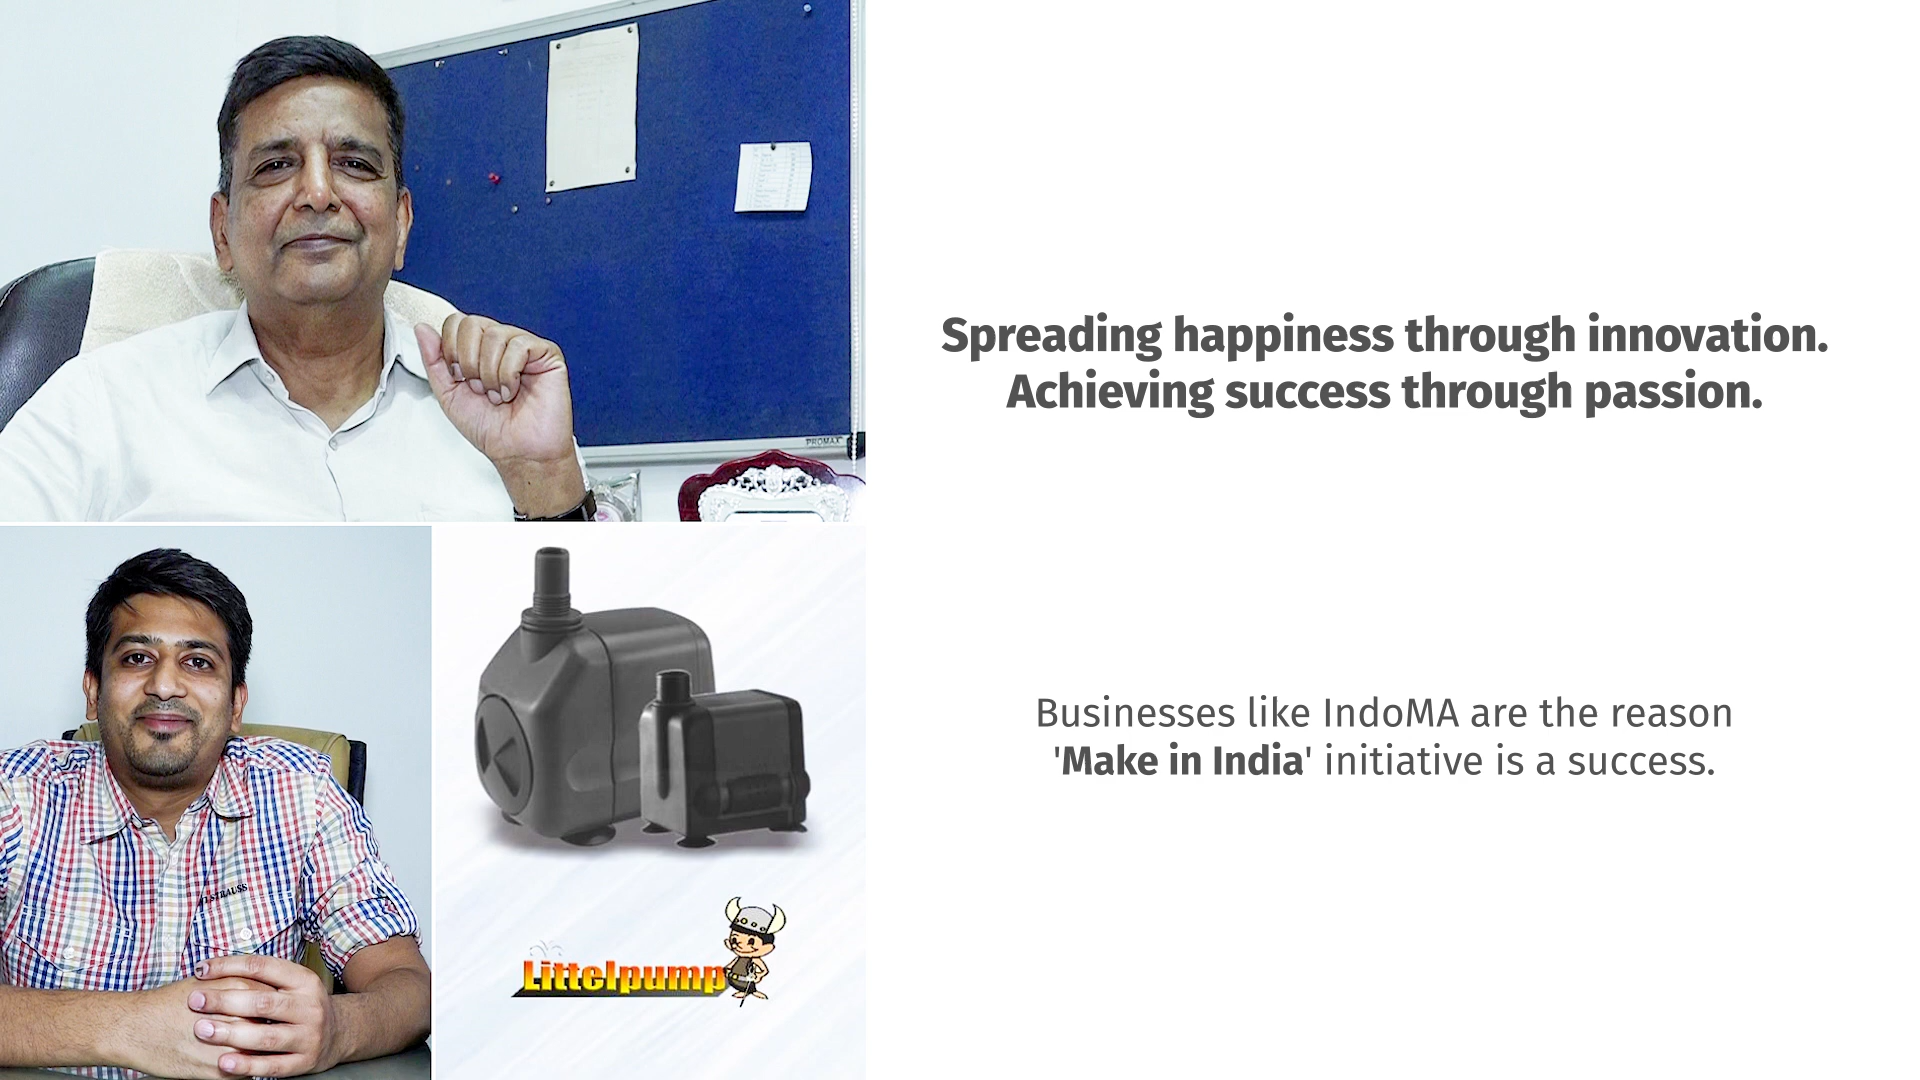 Spreading happiness through innovation.
Achieving success through passion.
Businesses like IndoMA are the reason
'Make in India' initiative is a success.
PROMAX
STRAUSS
Littelpump